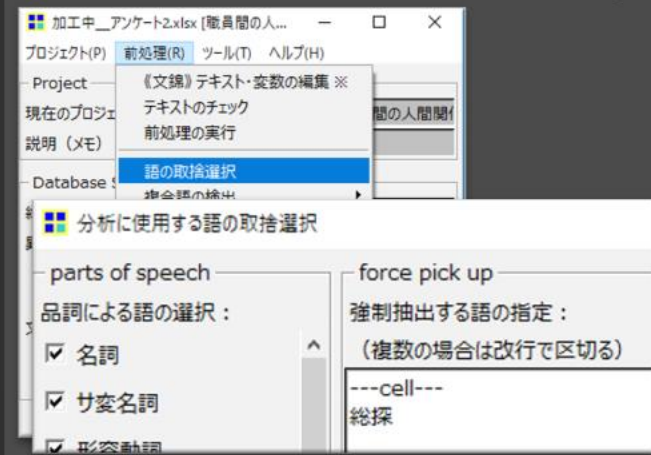 加工中__アンケート2.xlsx [職員間の人...
プロジェクト(P) 前処理(R) ツール(T) ヘルプ(H)
Project
《文錦》テキスト・変数の編集 ※
現在のプロジェ
テキストのチェック
間の人間関係
説明（メモ）
前処理の実行
語の取捨選択
Database S
複合語の検出
分析に使用する語の取捨選択
parts of speech
force pick up
品詞による語の選択：
強制抽出する語の指定：
（複数の場合は改行で区切る）
名詞
---cell---
サ変名詞
総探
形容動詞